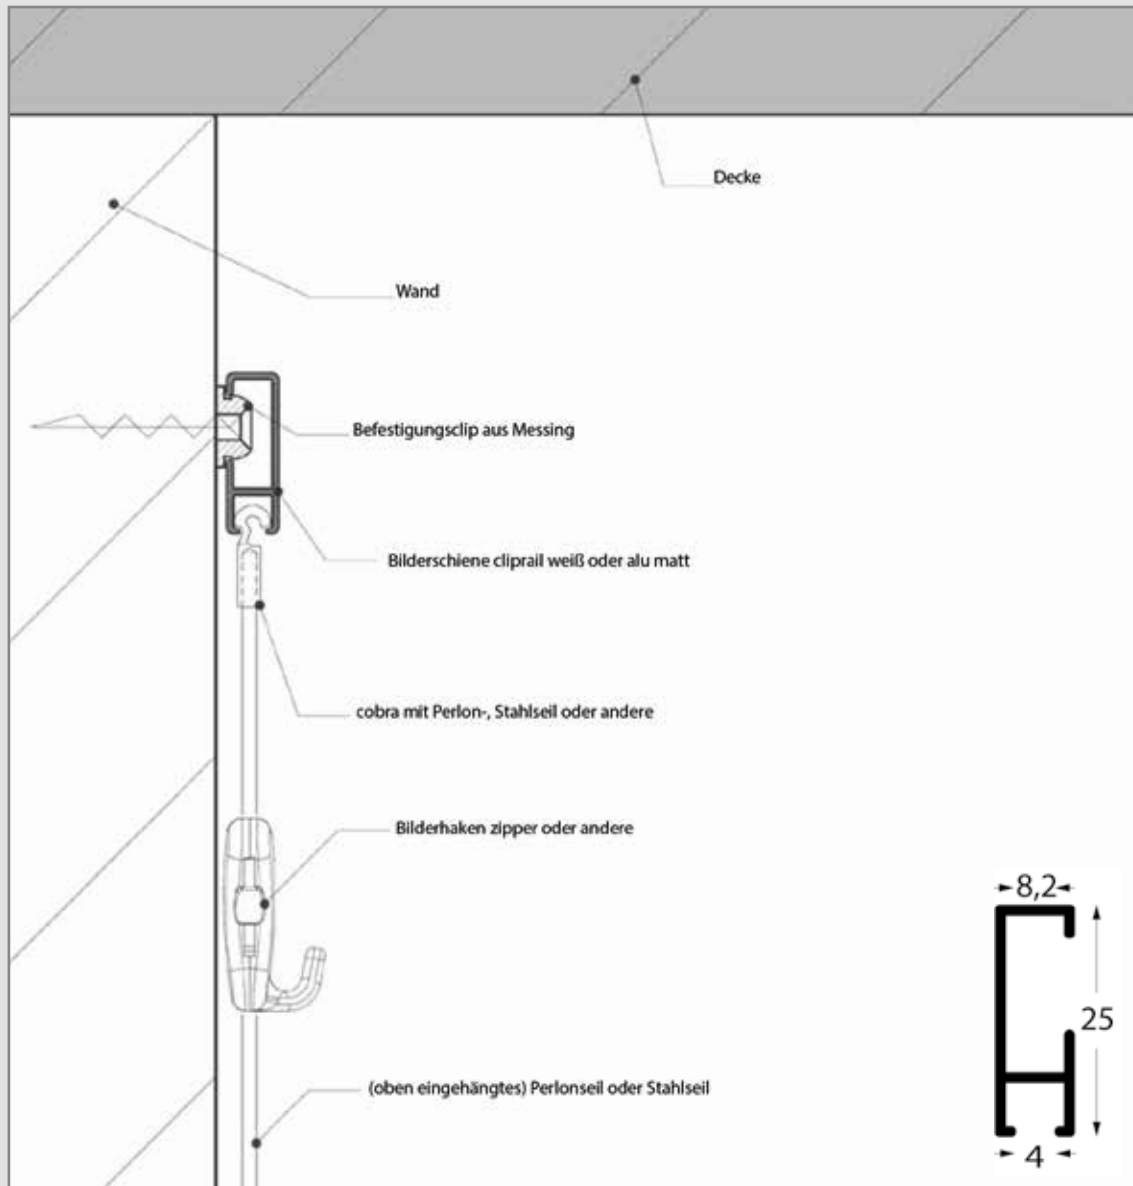 Decke
Wand
Befestigungsclip aus Messing
Bilderschiene cliprail weiß oder alu matt
cobra mit Perlon-, Stahlseil oder andere
Bilderhaken zipper oder andere
8,2
25
(oben eingehängtes) Perlonseil oder Stahlseil
4